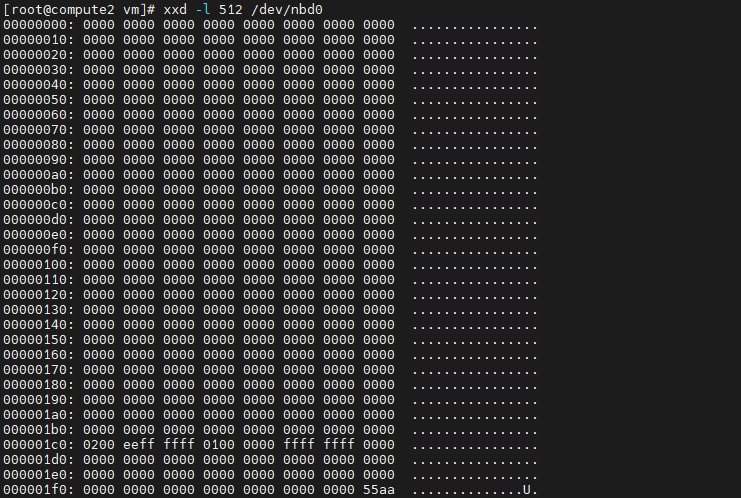 [root@compute2 vm]# xxd -l 512 /dev/nbd0
00000000: 0000 0000 0000 0000 0000 0000 0000 0000  ................
00000010: 0000 0000 0000 0000 0000 0000 0000 0000  ................
00000020: 0000 0000 0000 0000 0000 0000 0000 0000  ................
00000030: 0000 0000 0000 0000 0000 0000 0000 0000  ................
00000040: 0000 0000 0000 0000 0000 0000 0000 0000  ................
00000050: 0000 0000 0000 0000 0000 0000 0000 0000  ................
00000060: 0000 0000 0000 0000 0000 0000 0000 0000  ................
00000070: 0000 0000 0000 0000 0000 0000 0000 0000  ................
00000080: 0000 0000 0000 0000 0000 0000 0000 0000  ................
00000090: 0000 0000 0000 0000 0000 0000 0000 0000  ................
000000a0: 0000 0000 0000 0000 0000 0000 0000 0000  ................
000000b0: 0000 0000 0000 0000 0000 0000 0000 0000  ................
000000c0: 0000 0000 0000 0000 0000 0000 0000 0000  ................
000000d0: 0000 0000 0000 0000 0000 0000 0000 0000  ................
000000e0: 0000 0000 0000 0000 0000 0000 0000 0000  ................
000000f0: 0000 0000 0000 0000 0000 0000 0000 0000  ................
00000100: 0000 0000 0000 0000 0000 0000 0000 0000  ................
00000110: 0000 0000 0000 0000 0000 0000 0000 0000  ................
00000120: 0000 0000 0000 0000 0000 0000 0000 0000  ................
00000130: 0000 0000 0000 0000 0000 0000 0000 0000  ................
00000140: 0000 0000 0000 0000 0000 0000 0000 0000  ................
00000150: 0000 0000 0000 0000 0000 0000 0000 0000  ................
00000160: 0000 0000 0000 0000 0000 0000 0000 0000  ................
00000170: 0000 0000 0000 0000 0000 0000 0000 0000  ................
00000180: 0000 0000 0000 0000 0000 0000 0000 0000  ................
00000190: 0000 0000 0000 0000 0000 0000 0000 0000  ................
000001a0: 0000 0000 0000 0000 0000 0000 0000 0000  ................
000001b0: 0000 0000 0000 0000 0000 0000 0000 0000  ................
000001c0: 0200 eeff ffff 0100 0000 ffff ffff 0000  ................
000001d0: 0000 0000 0000 0000 0000 0000 0000 0000  ................
000001e0: 0000 0000 0000 0000 0000 0000 0000 0000  ................
000001f0: 0000 0000 0000 0000 0000 0000 0000 55aa  ..............U.